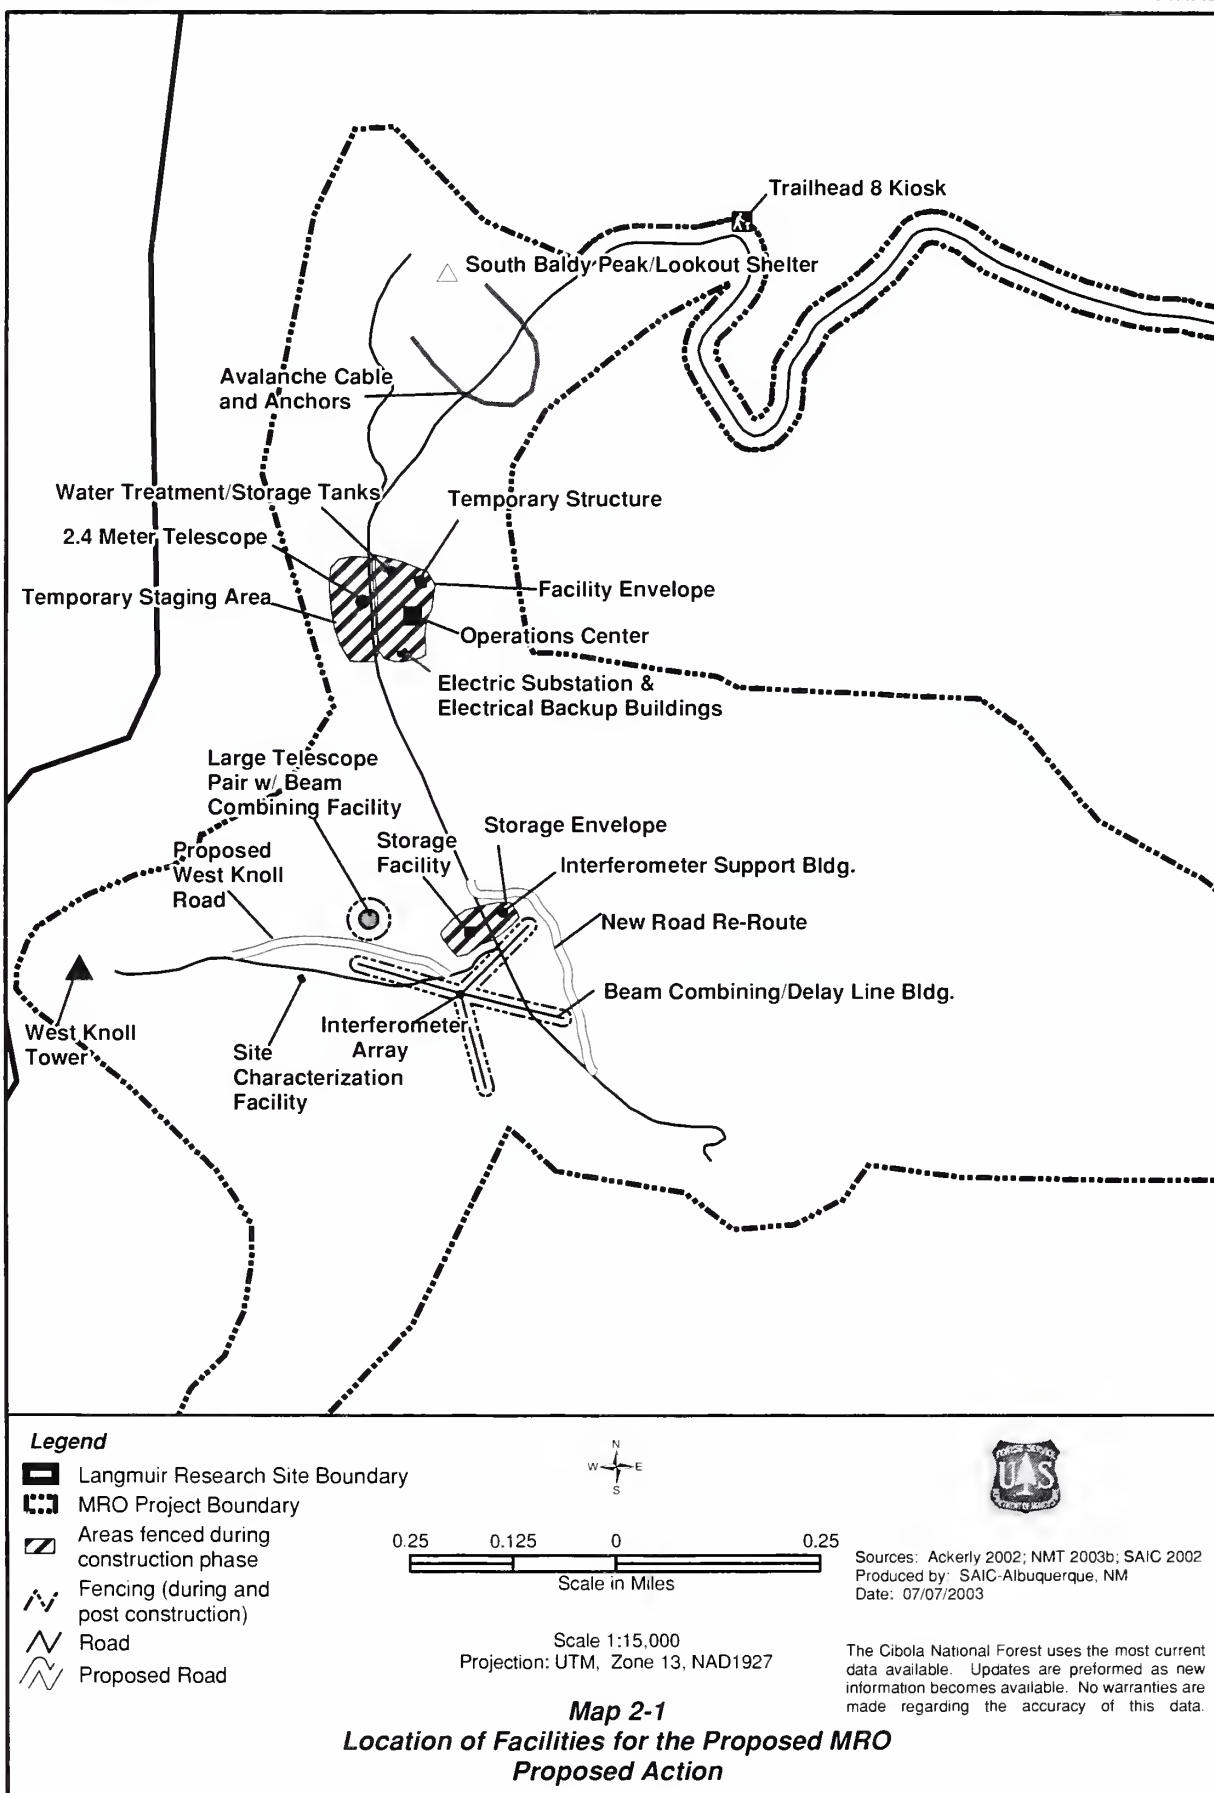 Trailhead 8 Kiosk
South Baldy Peak/Lookout Shelter
Avalanche Cable
and Anchors
Water Treatment/Storage Tanks
Temporary Structure
2.4 Meter Telescope
Facility Envelope
Temporary Staging Area
Operations Center
Electric Substation &
Electrical Backup Buildings
Large Telescope
Pair w/ Beam
Combining Facility
Storage Envelope
Storage
Facility
Proposed
West Knoll
Road
Interferometer Support Bldg.
New Road Re-Route
Beam Combining/Delay Line Bldg.
Interferometer
Array
West Knoll
Tower
Site
Characterization
Facility
Legend
Langmuir Research Site Boundary
MRO Project Boundary
Areas fenced during
construction phase
Fencing (during and
post construction)
Road
Proposed Road
N
W E
S
0.25 0.125 0 0.25
Scale in Miles
Scale 1:15,000
Projection: UTM, Zone 13, NAD1927
FOREST SERVICE
U S
DEPARTMENT OF AGRICULTURE
Sources: Ackerly 2002; NMT 2003b; SAIC 2002
Produced by: SAIC-Albuquerque, NM
Date: 07/07/2003
The Cibola National Forest uses the most current
data available. Updates are preformed as new
information becomes available. No warranties are
made regarding the accuracy of this data.
Map 2-1
Location of Facilities for the Proposed MRO
Proposed Action